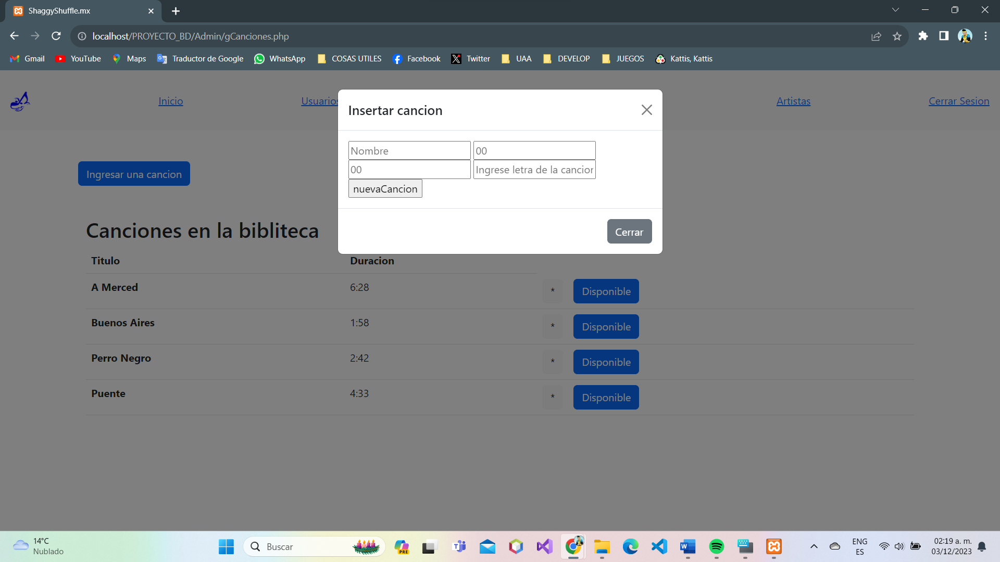 ShaggyShuffle.mx
localhost/PROYECTO_BD/Admin/gCanciones.php
Gmail YouTube Maps Traductor de Google WhatsApp COSAS UTILES Facebook Twitter UAA DEVELOP JUEGOS Kattis, Kattis
Inicio Usuarios Artistas Cerrar Sesion
Insertar cancion
Nombre 00
00 Ingrese letra de la cancion
nuevaCancion
Cerrar
Ingresar una cancion
Canciones en la bibliteca
Titulo Duracion
A Merced 6:28 * Disponible
Buenos Aires 1:58 * Disponible
Perro Negro 2:42 * Disponible
Puente 4:33 * Disponible
14°C
Nublado
Buscar
PRE
ENG
ES
02:19 a. m.
03/12/2023